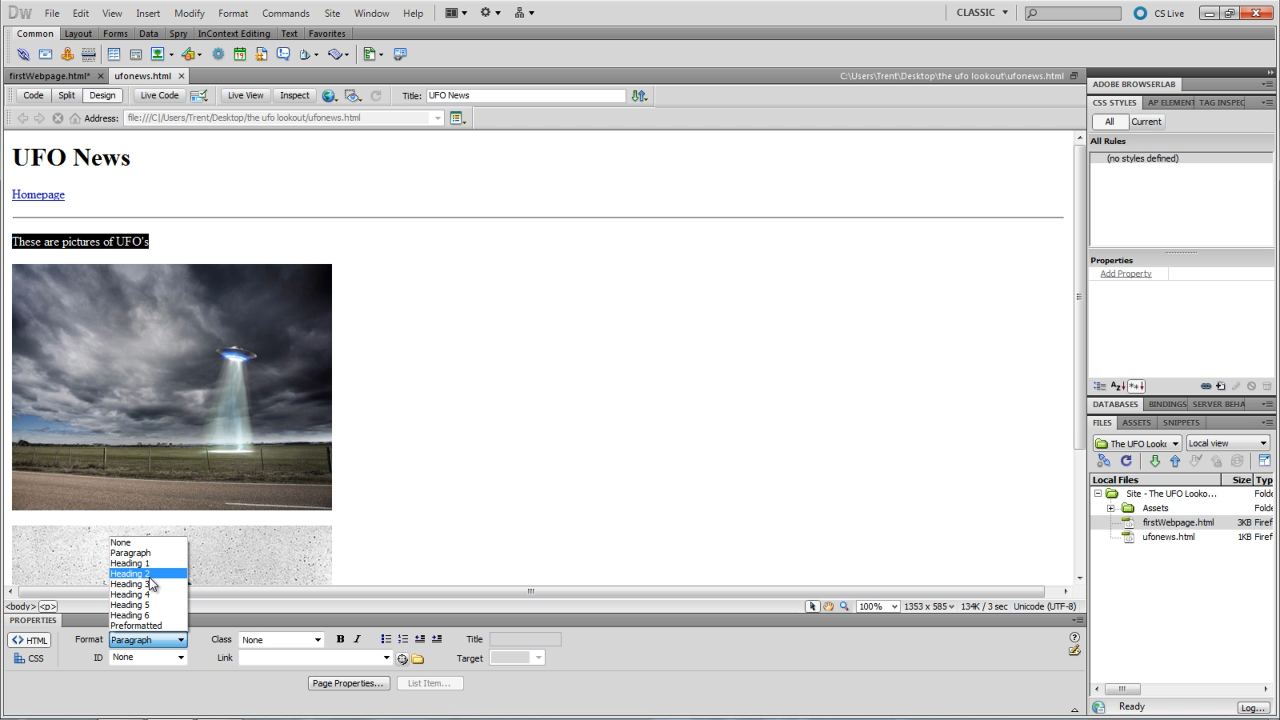 Dw File Edit View Insert Modify Format Commands Site Window Help CLASSIC CS Live
Common Layout Forms Data Spry InContext Editing Text Favorites
firstWebpage.html* ufonews.html C:\Users\Trent\Desktop\the ufo lookout\ufonews.html
Code Split Design Live Code Live View Inspect Title: UFO News
Address: file:///C|/Users/Trent/Desktop/the ufo lookout/ufonews.html
UFO News
Homepage
These are pictures of UFO's
None
Paragraph
Heading 1
Heading 2
Heading 3
Heading 4
Heading 5
Heading 6
Preformatted
<body> <p> 100% 1353 x 585 134K / 3 sec Unicode (UTF-8)
PROPERTIES
HTML Format Paragraph Class None B I Title
CSS ID None Link Target
Page Properties... List Item...
ADOBE BROWSERLAB
CSS STYLES AP ELEMENT TAG INSPEC
All Current
All Rules
(no styles defined)
Properties
Add Property
DATABASES BINDINGS SERVER BEHA
FILES ASSETS SNIPPETS
The UFO Looko Local view
Local Files Size Typ
Site - The UFO Looko... Folde
Assets Folde
firstWebpage.html 3KB Firef
ufonews.html 1KB Firef
Ready Log...